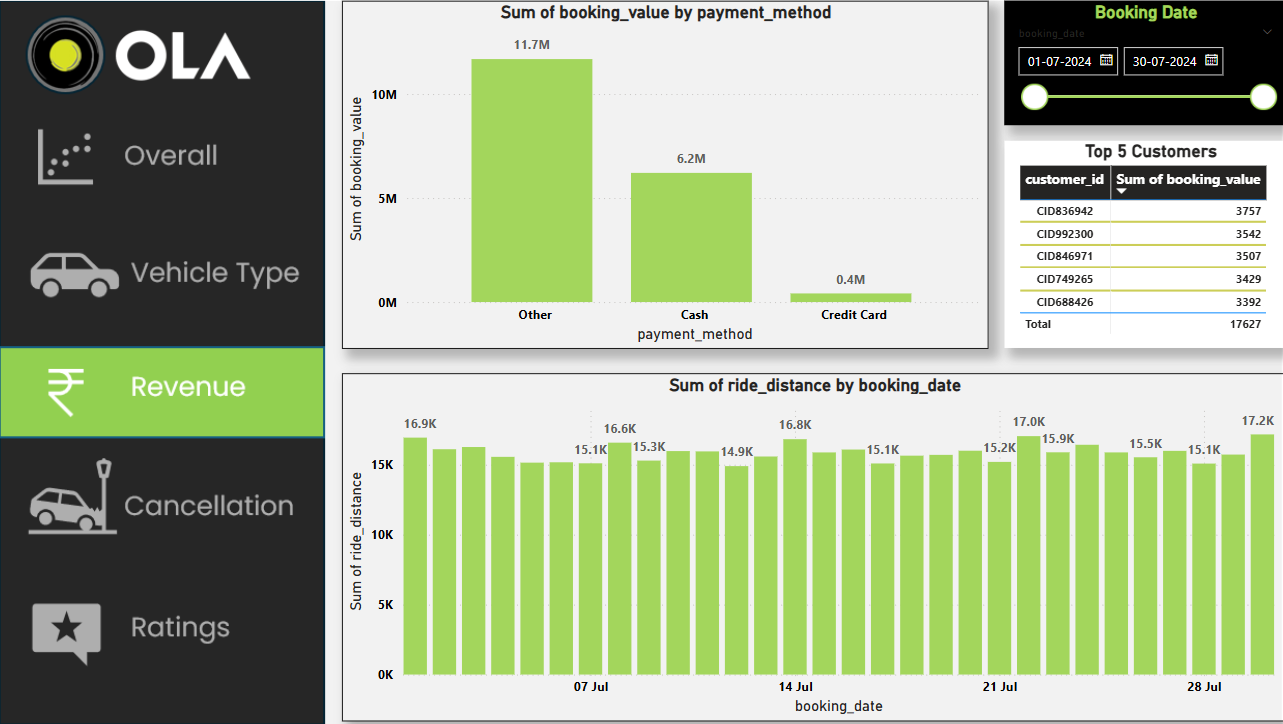 OLA
Overall
Vehicle Type
Revenue
Cancellation
Ratings
Sum of booking_value by payment_method
Sum of booking_value
10M
5M
0M
11.7M
6.2M
0.4M
Other
Cash
Credit Card
payment_method
Booking Date
booking_date
01-07-2024
30-07-2024
Top 5 Customers
customer_id Sum of booking_value
CID836942 3757
CID992300 3542
CID846971 3507
CID749265 3429
CID688426 3392
Total 17627
Sum of ride_distance by booking_date
Sum of ride_distance
15K
10K
5K
0K
16.9K
15.1K
16.6K
15.3K
14.9K
16.8K
15.1K
15.2K
17.0K
15.9K
15.5K
15.1K
17.2K
07 Jul
14 Jul
21 Jul
28 Jul
booking_date